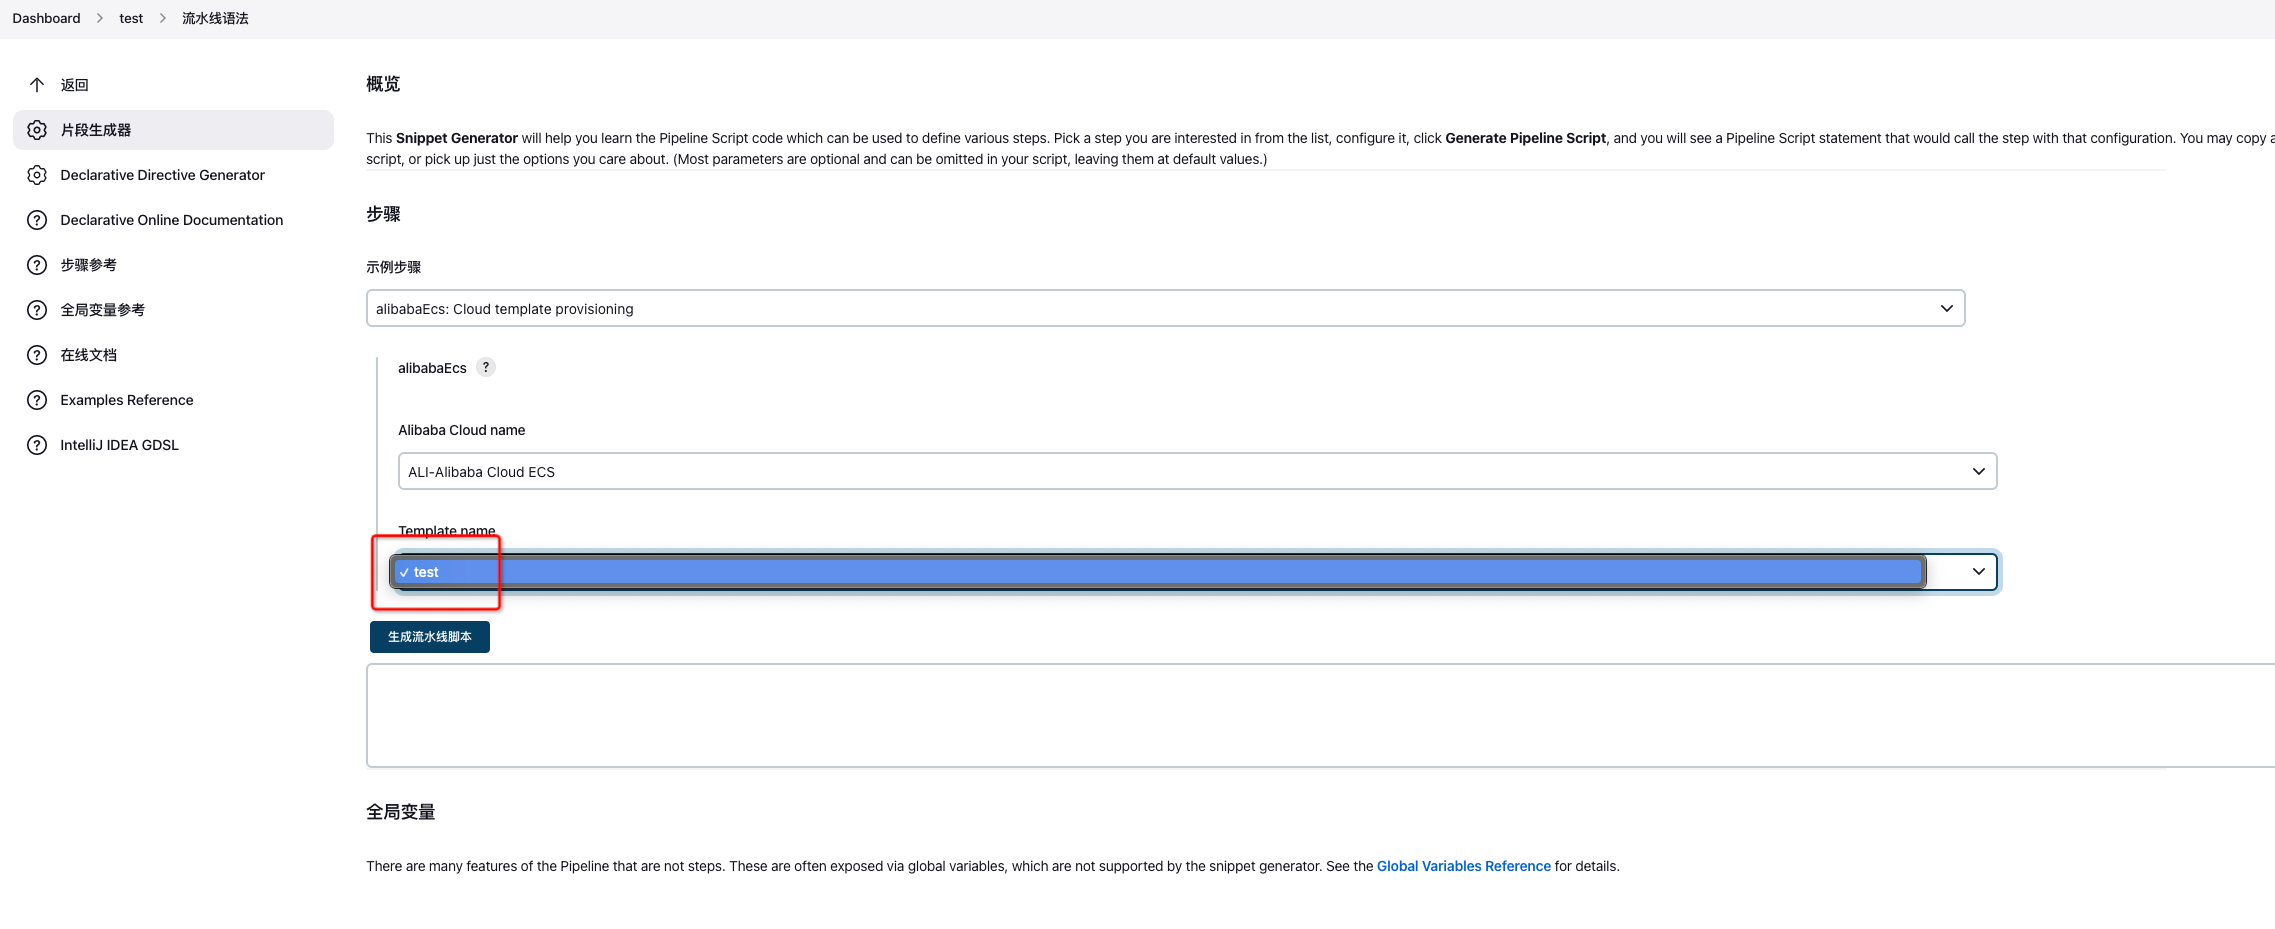 Dashboard > test > 流水线语法
返回
片段生成器
Declarative Directive Generator
Declarative Online Documentation
步骤参考
全局变量参考
在线文档
Examples Reference
IntelliJ IDEA GDSL
概览
This Snippet Generator will help you learn the Pipeline Script code which can be used to define various steps. Pick a step you are interested in from the list, configure it, click Generate Pipeline Script, and you will see a Pipeline Script statement that would call the step with that configuration. You may copy a
script, or pick up just the options you care about. (Most parameters are optional and can be omitted in your script, leaving them at default values.)
步骤
示例步骤
alibabaEcs: Cloud template provisioning
alibabaEcs ?
Alibaba Cloud name
ALI-Alibaba Cloud ECS
Template name
✓ test
生成流水线脚本
全局变量
There are many features of the Pipeline that are not steps. These are often exposed via global variables, which are not supported by the snippet generator. See the Global Variables Reference for details.